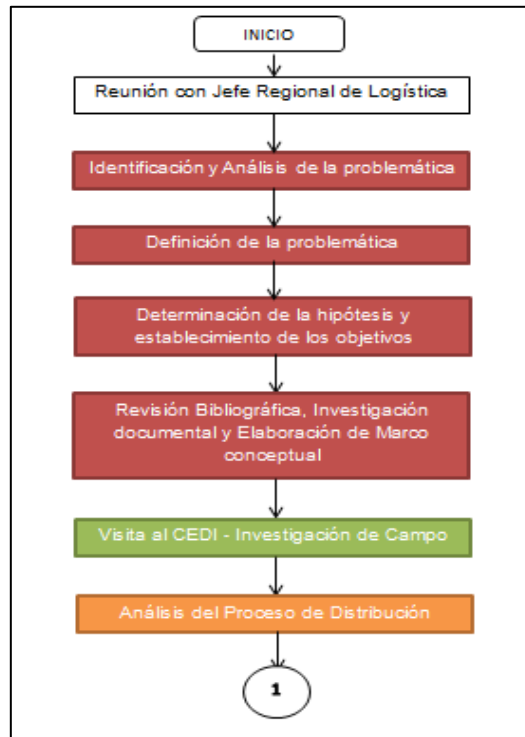 INICIO
Reunión con Jefe Regional de Logística
Identificación y Análisis de la problemática
Definición de la problemática
Determinación de la hipótesis y
establecimiento de los objetivos
Revisión Bibliográfica, Investigación
documental y Elaboración de Marco
conceptual
Visita al CEDI - Investigación de Campo
Análisis del Proceso de Distribución
1